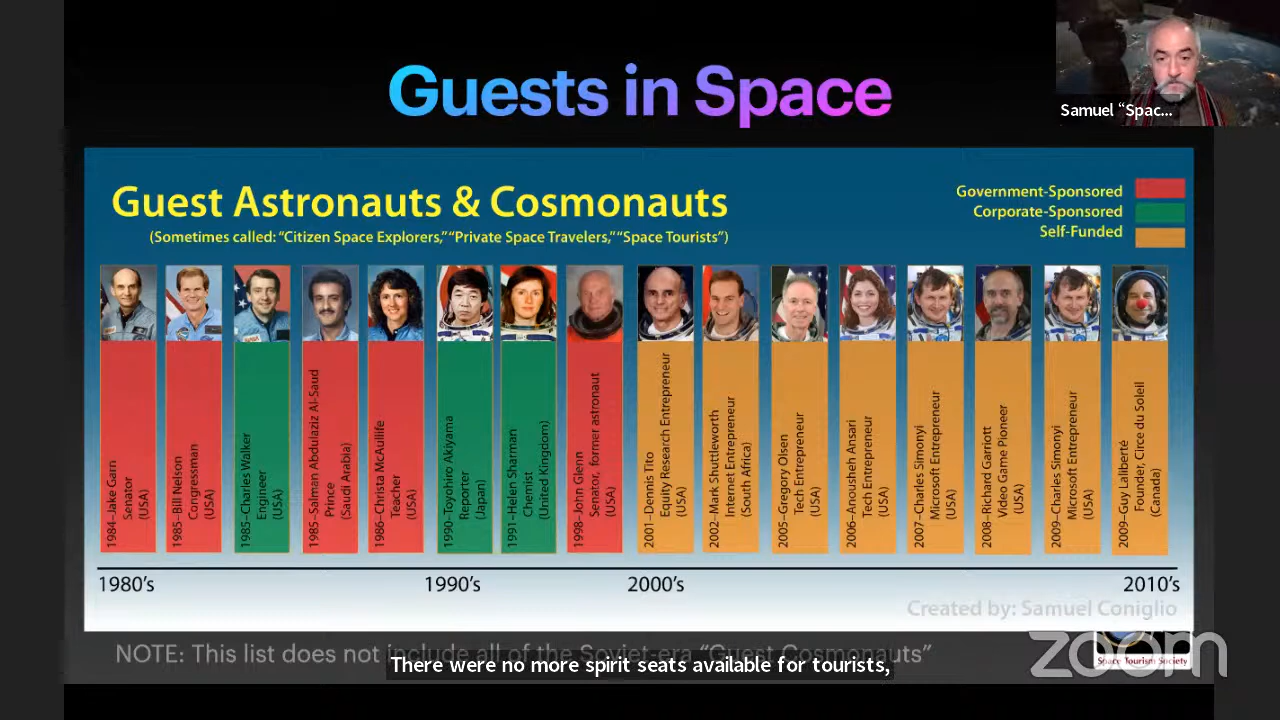 Guests in Space
Samuel “Spac...
Guest Astronauts & Cosmonauts
(Sometimes called: “Citizen Space Explorers,” “Private Space Travelers,” “Space Tourists”)
Government-Sponsored
Corporate-Sponsored
Self-Funded
1984–Jake Garn
Senator
(USA)
1985–Bill Nelson
Congressman
(USA)
1985–Charles Walker
Engineer
(USA)
1985–Salman Abdulaziz Al-Saud
Prince
(Saudi Arabia)
1986–Christa McAullife
Teacher
(USA)
1990–Toyohiro Akiyama
Reporter
(Japan)
1991–Helen Sharman
Chemist
(United Kingdom)
1998–John Glenn
Senator, former astronaut
(USA)
2001–Dennis Tito
Equity Research Entrepreneur
(USA)
2002–Mark Shuttleworth
Internet Entrepreneur
(South Africa)
2005–Gregory Olsen
Tech Entrepreneur
(USA)
2006–Anousheh Ansari
Tech Entrepreneur
(USA)
2007–Charles Simonyi
Microsoft Entrepreneur
(USA)
2008–Richard Garriott
Video Game Pioneer
(USA)
2009–Charles Simonyi
Microsoft Entrepreneur
(USA)
2009–Guy Laliberté
Founder, Cirque du Soleil
(Canada)
1980’s
1990’s
2000’s
2010’s
Created by: Samuel Coniglio
NOTE: This list does not include all of the Soviet-era “Guest Cosmonauts”
There were no more spirit seats available for tourists,
zoom
Space Tourism Society